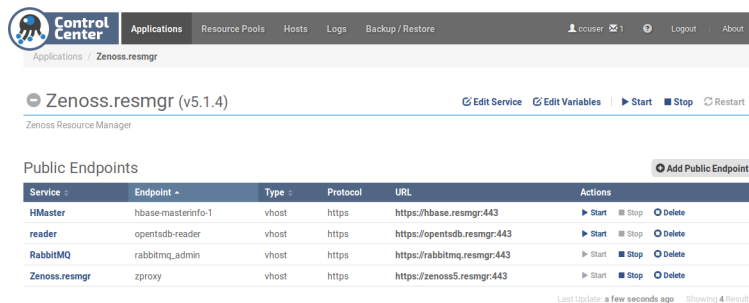 Control
Center
Applications Resource Pools Hosts Logs Backup / Restore ccuser 1 Logout About
Applications / Zenoss.resmgr
Zenoss.resmgr (v5.1.4)
Edit Service Edit Variables Start Stop Restart
Zenoss Resource Manager
Public Endpoints
Add Public Endpoint
Service Endpoint Type Protocol URL Actions
HMaster hbase-masterinfo-1 vhost https https://hbase.resmgr:443 Start Stop Delete
reader opentsdb-reader vhost https https://opentsdb.resmgr:443 Start Stop Delete
RabbitMQ rabbitmq_admin vhost https https://rabbitmq.resmgr:443 Start Stop Delete
Zenoss.resmgr zproxy vhost https https://zenoss5.resmgr:443 Start Stop Delete
Last Update: a few seconds ago Showing 4 Result